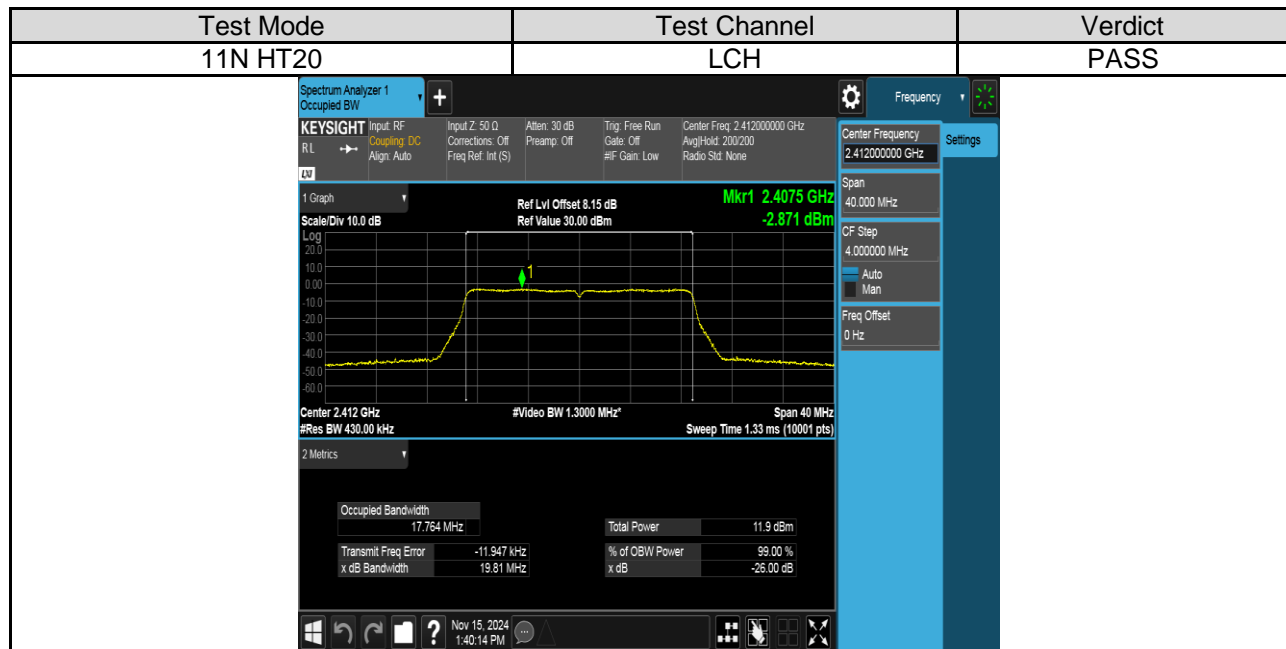 Test Mode Test Channel Verdict
11N HT20 LCH PASS
Spectrum Analyzer 1
Occupied BW
+
Frequency
KEYSIGHT
RL
LXI
Input: RF
Coupling: DC
Align: Auto
Input Z: 50 Ω
Corrections: Off
Freq Ref: Int (S)
Atten: 30 dB
Preamp: Off
Trig: Free Run
Gate: Off
#IF Gain: Low
Center Freq: 2.412000000 GHz
Avg|Hold: 200/200
Radio Std: None
Center Frequency
2.412000000 GHz
Settings
Span
40.000 MHz
CF Step
4.000000 MHz
Auto
Man
Freq Offset
0 Hz
1 Graph
Scale/Div 10.0 dB
Ref Lvl Offset 8.15 dB
Ref Value 30.00 dBm
Mkr1 2.4075 GHz
-2.871 dBm
Log
20.0
10.0
0.00
-10.0
-20.0
-30.0
-40.0
-50.0
-60.0
1
Center 2.412 GHz
#Res BW 430.00 kHz
#Video BW 1.3000 MHz*
Span 40 MHz
Sweep Time 1.33 ms (10001 pts)
2 Metrics
Occupied Bandwidth
17.764 MHz
Total Power 11.9 dBm
Transmit Freq Error -11.947 kHz
% of OBW Power 99.00 %
x dB Bandwidth 19.81 MHz
x dB -26.00 dB
?
Nov 15, 2024
1:40:14 PM